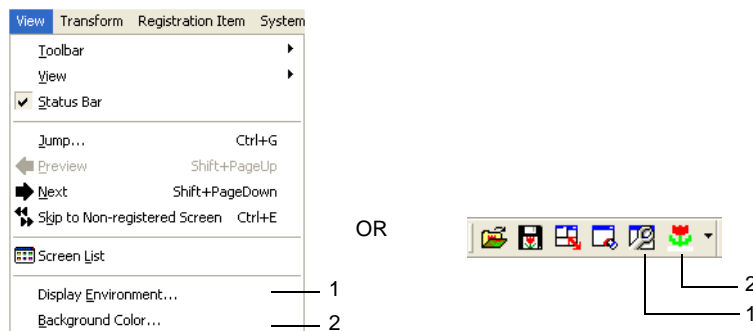 View Transform Registration Item System
Toolbar
View
Status Bar
Jump... Ctrl+G
Preview Shift+PageUp
Next Shift+PageDown
Skip to Non-registered Screen Ctrl+E
Screen List
Display Environment... 1
Background Color... 2
OR
2
1